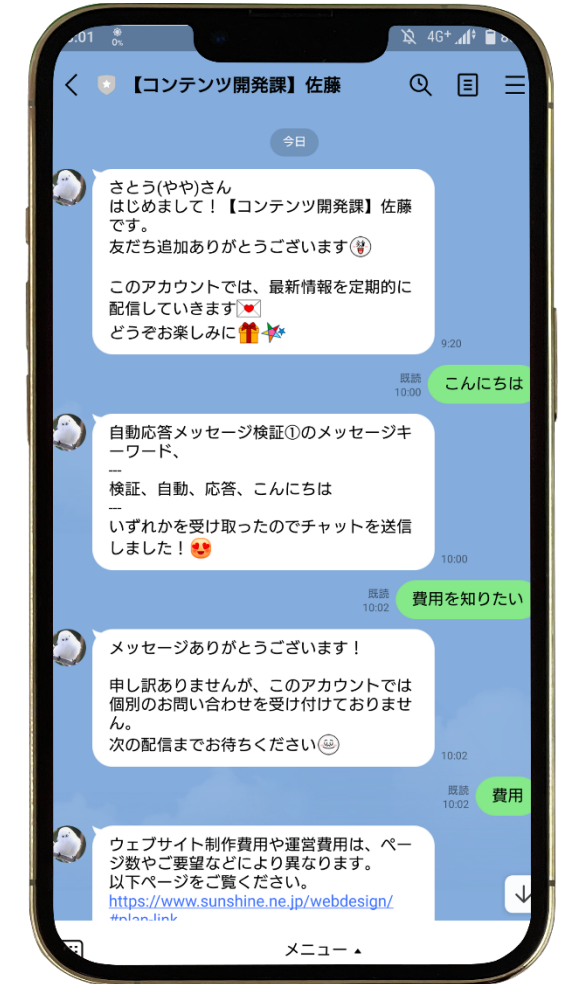 :01
0%
4G+
8
【コンテンツ開発課】佐藤
今日
さとう(やや)さん
はじめまして！【コンテンツ開発課】佐藤
です。
友だち追加ありがとうございます
このアカウントでは、最新情報を定期的に
配信していきます
どうぞお楽しみに
9:20
既読
10:00
こんにちは
自動応答メッセージ検証①のメッセージキ
ーワード、
---
検証、自動、応答、こんにちは
---
いずれかを受け取ったのでチャットを送信
しました！
10:00
既読
10:02
費用を知りたい
メッセージありがとうございます！
申し訳ありませんが、このアカウントでは
個別のお問い合わせを受け付けておりませ
ん。
次の配信までお待ちください
10:02
既読
10:02
費用
ウェブサイト制作費用や運営費用は、ペー
ジ数やご要望などにより異なります。
以下ページをご覧ください。
https://www.sunshine.ne.jp/webdesign/
#plan-link
メニュー